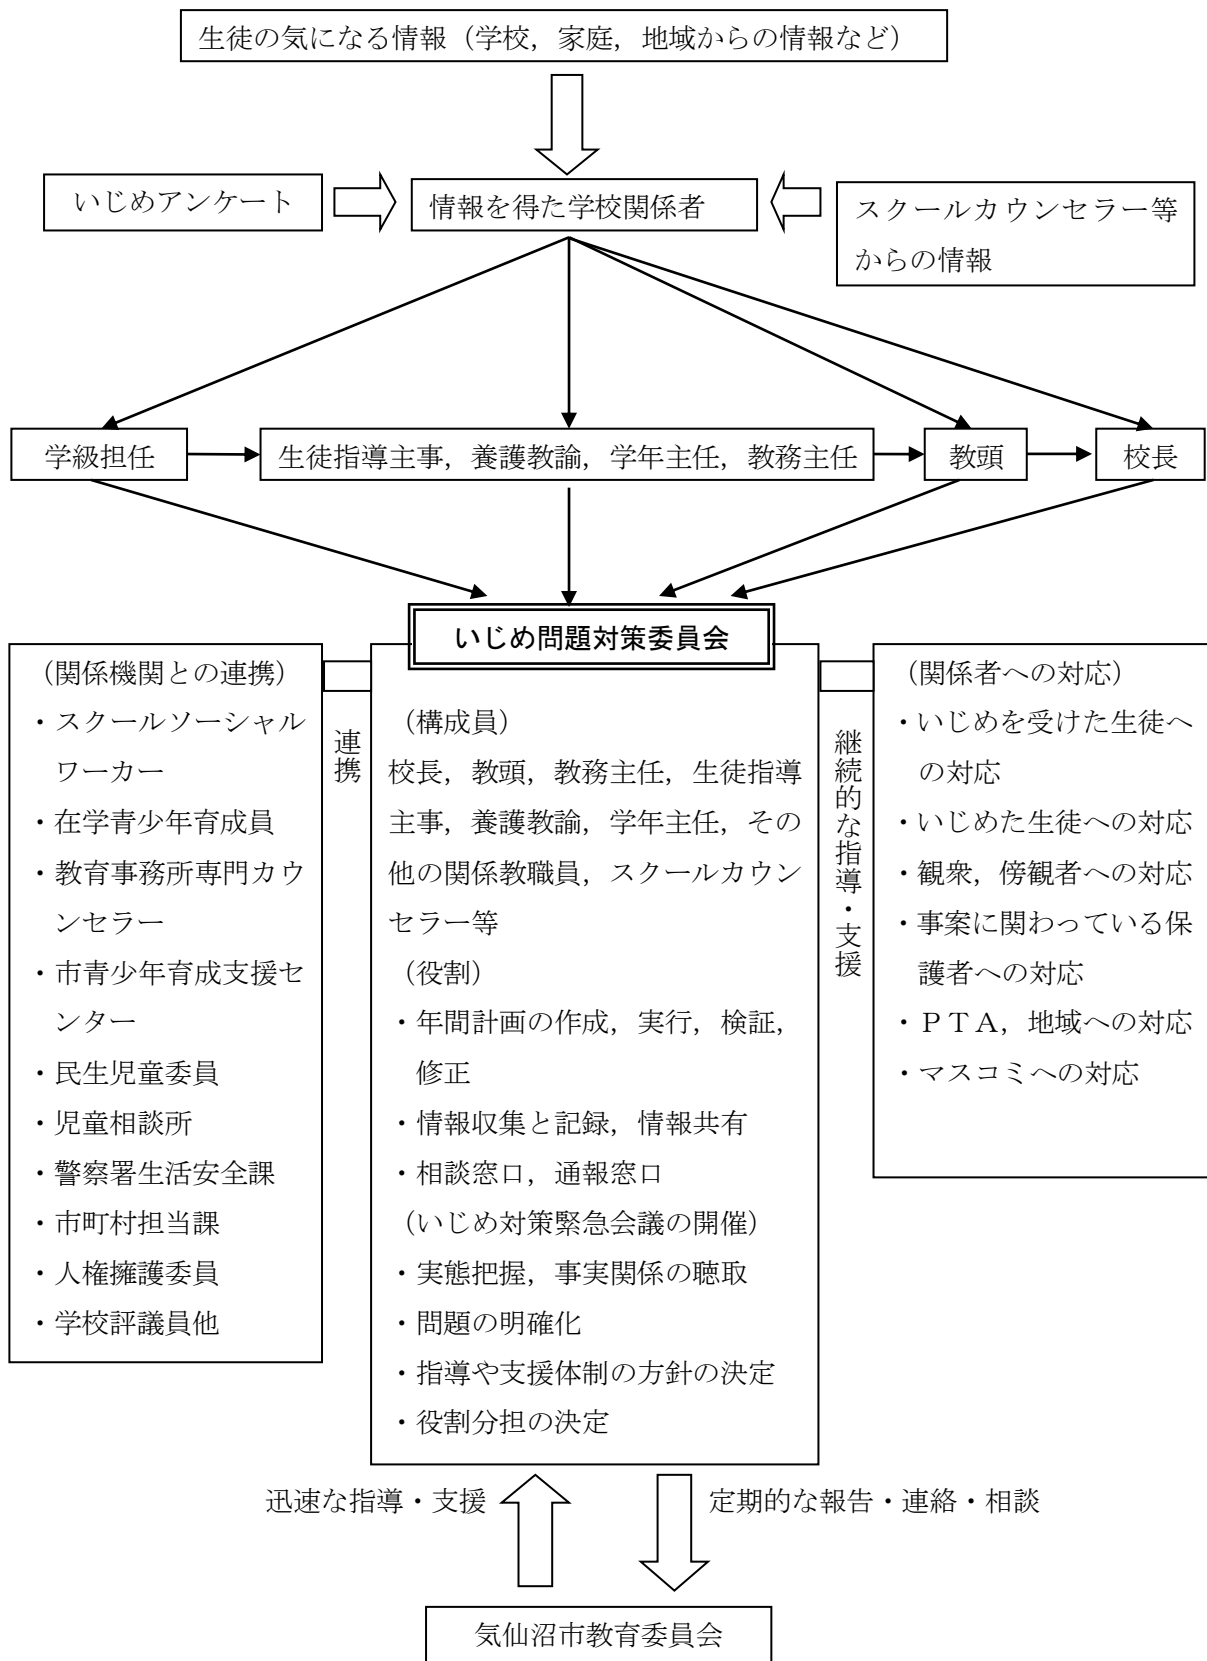 生徒の気になる情報（学校，家庭，地域からの情報など）
いじめアンケート
情報を得た学校関係者
スクールカウンセラー等
からの情報
学級担任
生徒指導主事，養護教諭，学年主任，教務主任
教頭
校長
いじめ問題対策委員会
（関係機関との連携）
・スクールソーシャル
ワーカー
・在学青少年育成員
・教育事務所専門カウ
ンセラー
・市青少年育成支援セ
ンター
・民生児童委員
・児童相談所
・警察署生活安全課
・市町村担当課
・人権擁護委員
・学校評議員他
連携
（構成員）
校長，教頭，教務主任，生徒指導
主事，養護教諭，学年主任，その
他の関係教職員，スクールカウン
セラー等
（役割）
・年間計画の作成，実行，検証，
修正
・情報収集と記録，情報共有
・相談窓口，通報窓口
（いじめ対策緊急会議の開催）
・実態把握，事実関係の聴取
・問題の明確化
・指導や支援体制の方針の決定
・役割分担の決定
継続的な指導・支援
（関係者への対応）
・いじめを受けた生徒へ
の対応
・いじめた生徒への対応
・観衆，傍観者への対応
・事案に関わっている保
護者への対応
・ＰＴＡ，地域への対応
・マスコミへの対応
迅速な指導・支援
定期的な報告・連絡・相談
気仙沼市教育委員会